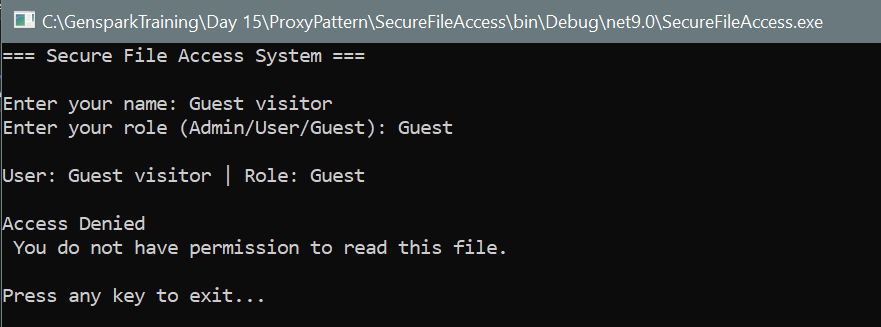 C:\GensparkTraining\Day 15\ProxyPattern\SecureFileAccess\bin\Debug\net9.0\SecureFileAccess.exe
=== Secure File Access System ===
Enter your name: Guest visitor
Enter your role (Admin/User/Guest): Guest
User: Guest visitor | Role: Guest
Access Denied
You do not have permission to read this file.
Press any key to exit...